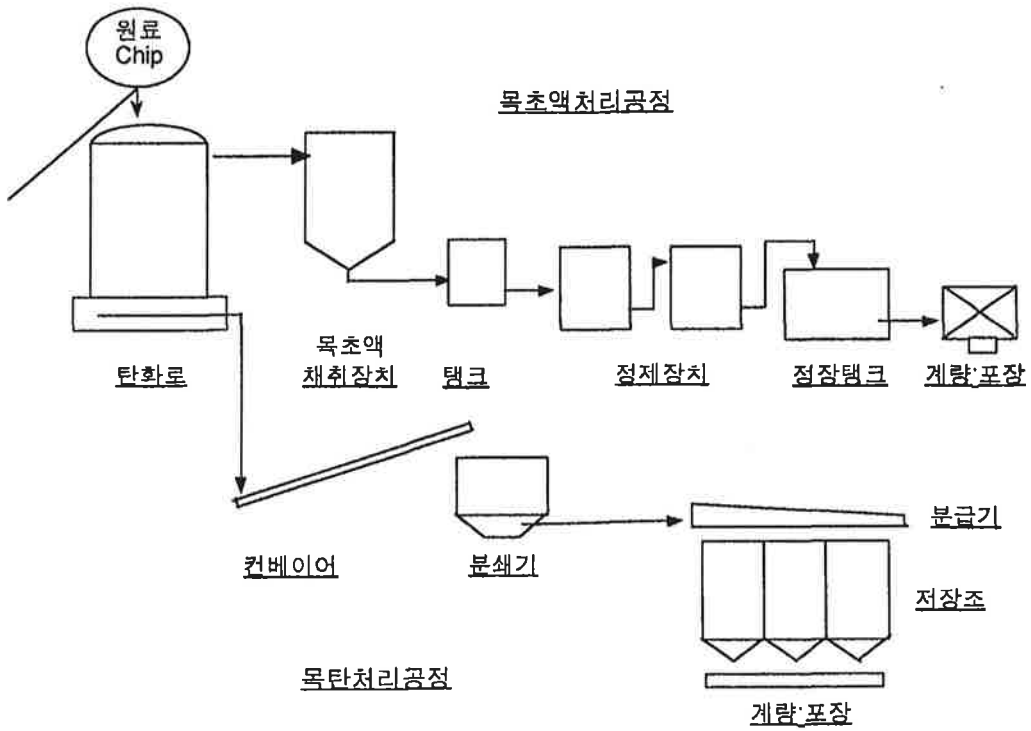 원료
Chip
목초액처리공정
탄화로
목초액
채취장치
탱크
정제장치
정장탱크
계량·포장
컨베이어
분쇄기
분급기
저장조
목탄처리공정
계량·포장